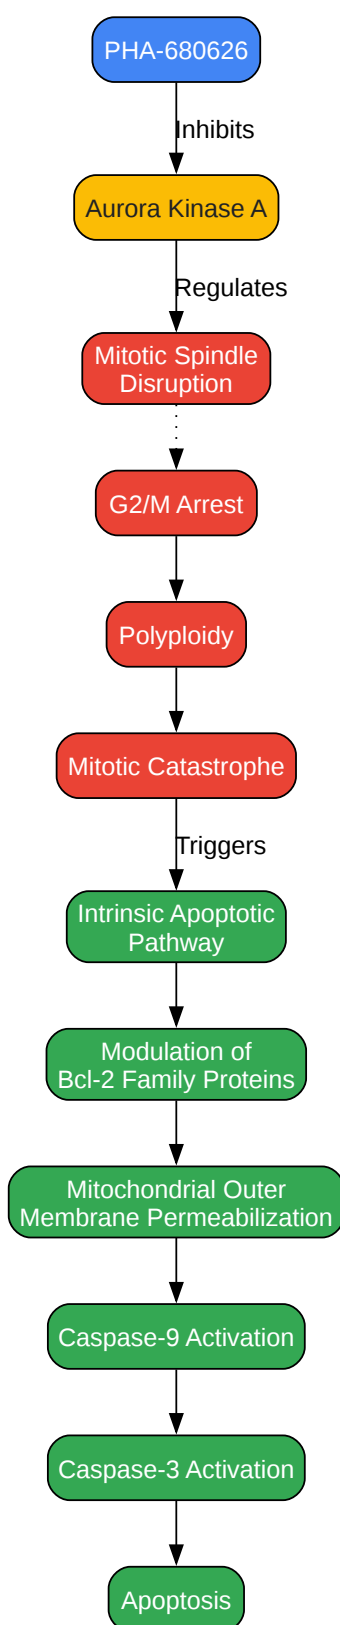 PHA-680626
Inhibits
Aurora Kinase A
Regulates
Mitotic Spindle
Disruption
G2/M Arrest
Polyploidy
Mitotic Catastrophe
Triggers
Intrinsic Apoptotic
Pathway
Modulation of
Bcl-2 Family Proteins
Mitochondrial Outer
Membrane Permeabilization
Caspase-9 Activation
Caspase-3 Activation
Apoptosis